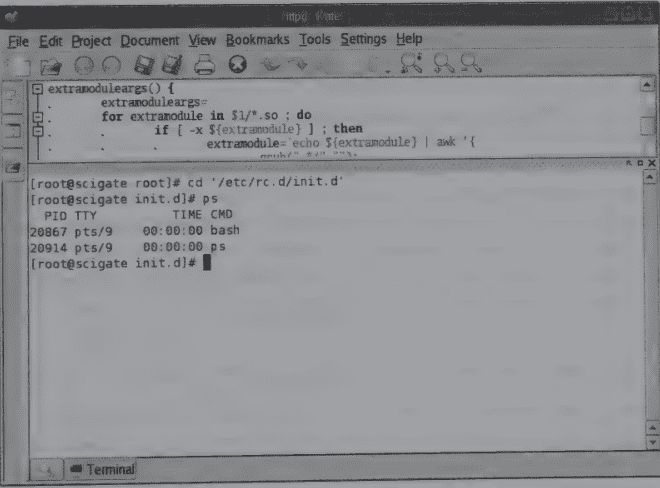 httpd - Kate
File Edit Project Document View Bookmarks Tools Settings Help
extramoduleargs() {
. extramoduleargs=
. for extramodule in $1/*.so ; do
. . if [ -x ${extramodule} ] ; then
. . . extramodule=`echo ${extramodule} | awk '{
[root@scigate root]# cd '/etc/rc.d/init.d'
[root@scigate init.d]# ps
PID TTY TIME CMD
20867 pts/9 00:00:00 bash
20914 pts/9 00:00:00 ps
[root@scigate init.d]#
Terminal